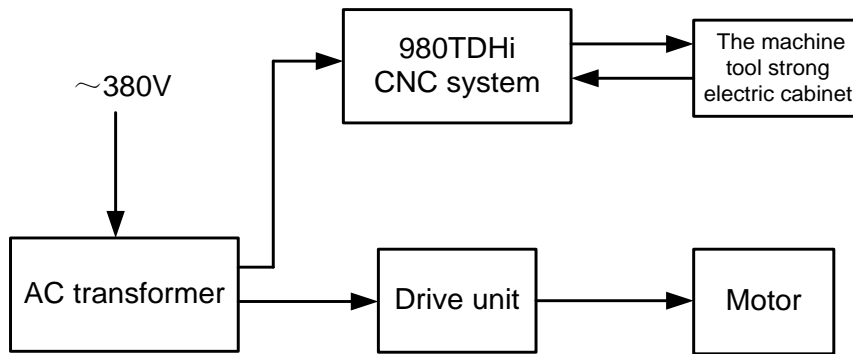 980TDHi
CNC system
The machine
tool strong
electric cabinet
～380V
AC transformer
Drive unit
Motor